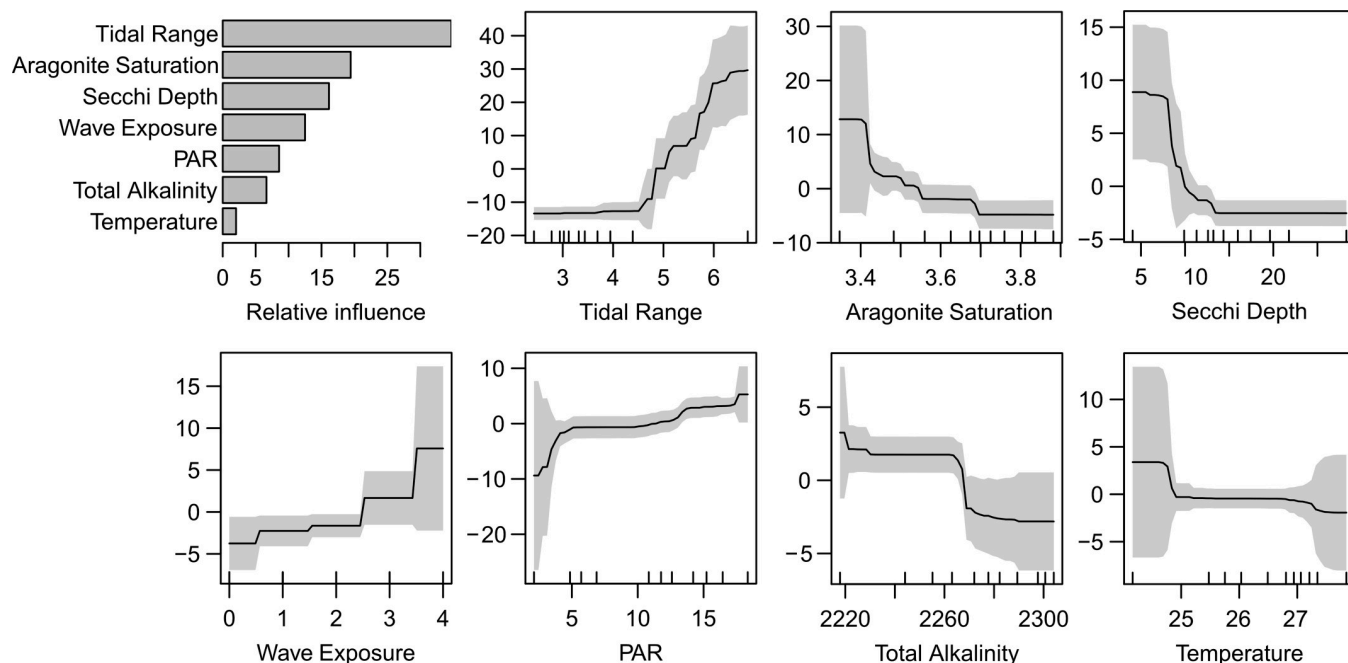 Tidal Range
Aragonite Saturation
Secchi Depth
Wave Exposure
PAR
Total Alkalinity
Temperature
0 5 15 25
Relative influence
40
30
20
10
0
−10
−20
3 4 5 6
Tidal Range
30
20
10
0
−10
3.4 3.6 3.8
Aragonite Saturation
15
10
5
0
−5
5 10 20
Secchi Depth
15
10
5
0
−5
0 1 2 3 4
Wave Exposure
10
0
−10
−20
5 10 15
PAR
5
0
−5
2220 2260 2300
Total Alkalinity
10
5
0
−5
25 26 27
Temperature